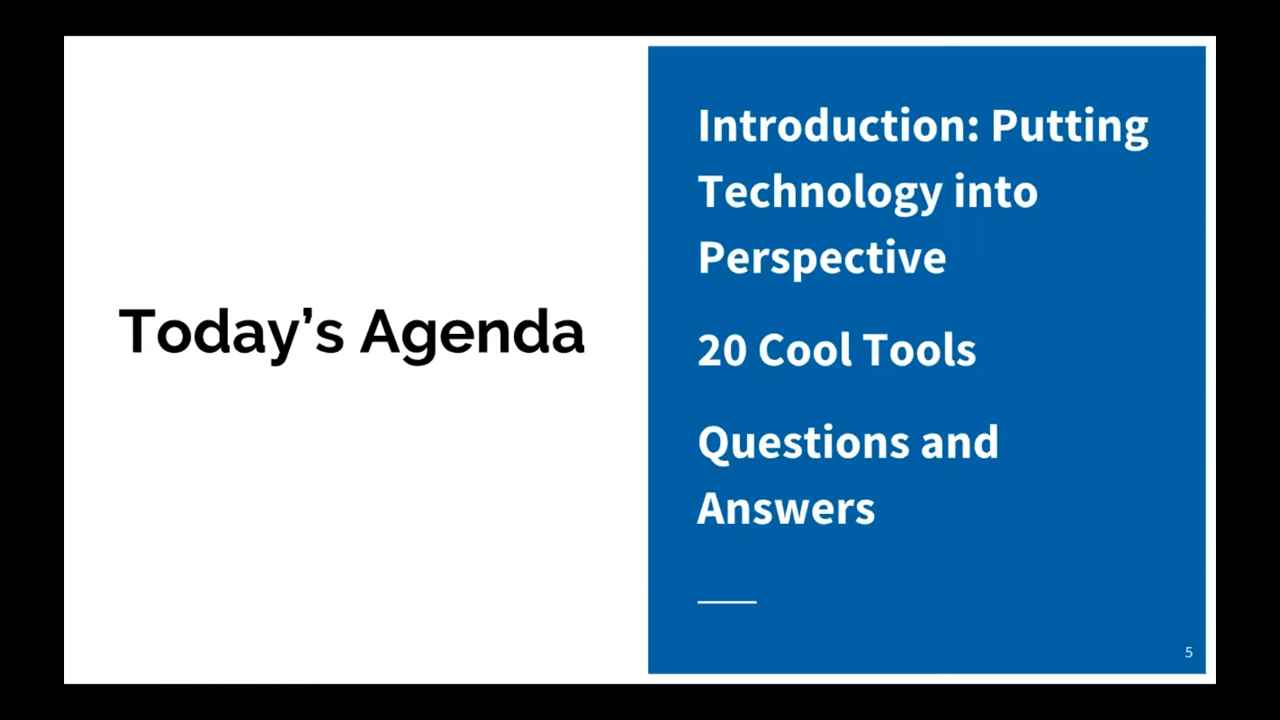 Today’s Agenda
Introduction: Putting
Technology into
Perspective
20 Cool Tools
Questions and
Answers
5